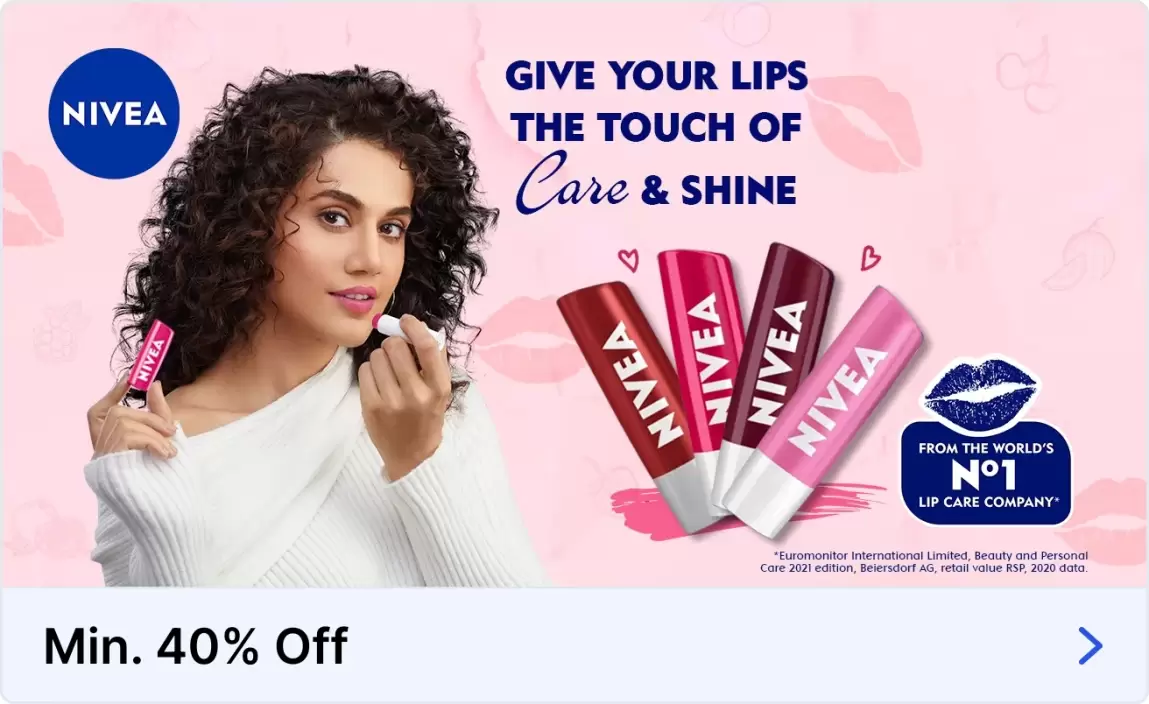 NIVEA
GIVE YOUR LIPS
THE TOUCH OF
Care & SHINE
NIVEA
NIVEA
NIVEA
NIVEA
NIVEA
FROM THE WORLD'S
Nº1
LIP CARE COMPANY*
*Euromonitor International Limited, Beauty and Personal
Care 2021 edition, Beiersdorf AG, retail value RSP, 2020 data.
Min. 40% Off